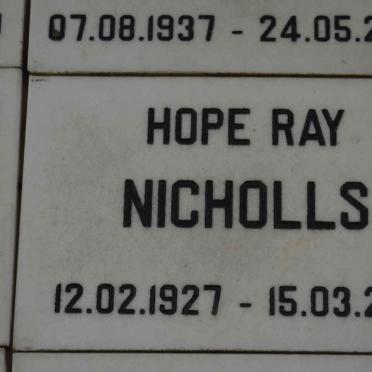 07.08.1937 - 24.05.2
HOPE RAY
NICHOLLS
12.02.1927 - 15.03.2